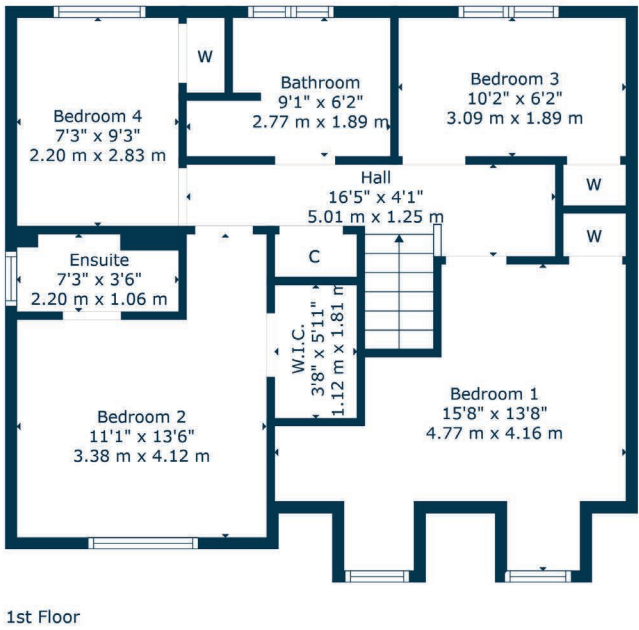 Bedroom 4
7'3" x 9'3"
2.20 m x 2.83 m
W
Bathroom
9'1" x 6'2"
2.77 m x 1.89 m
Bedroom 3
10'2" x 6'2"
3.09 m x 1.89 m
Hall
16'5" x 4'1"
5.01 m x 1.25 m
W
W
Ensuite
7'3" x 3'6"
2.20 m x 1.06 m
C
W.I.C.
3'8" x 5'11"
1.12 m x 1.81 m
Bedroom 2
11'1" x 13'6"
3.38 m x 4.12 m
Bedroom 1
15'8" x 13'8"
4.77 m x 4.16 m
1st Floor